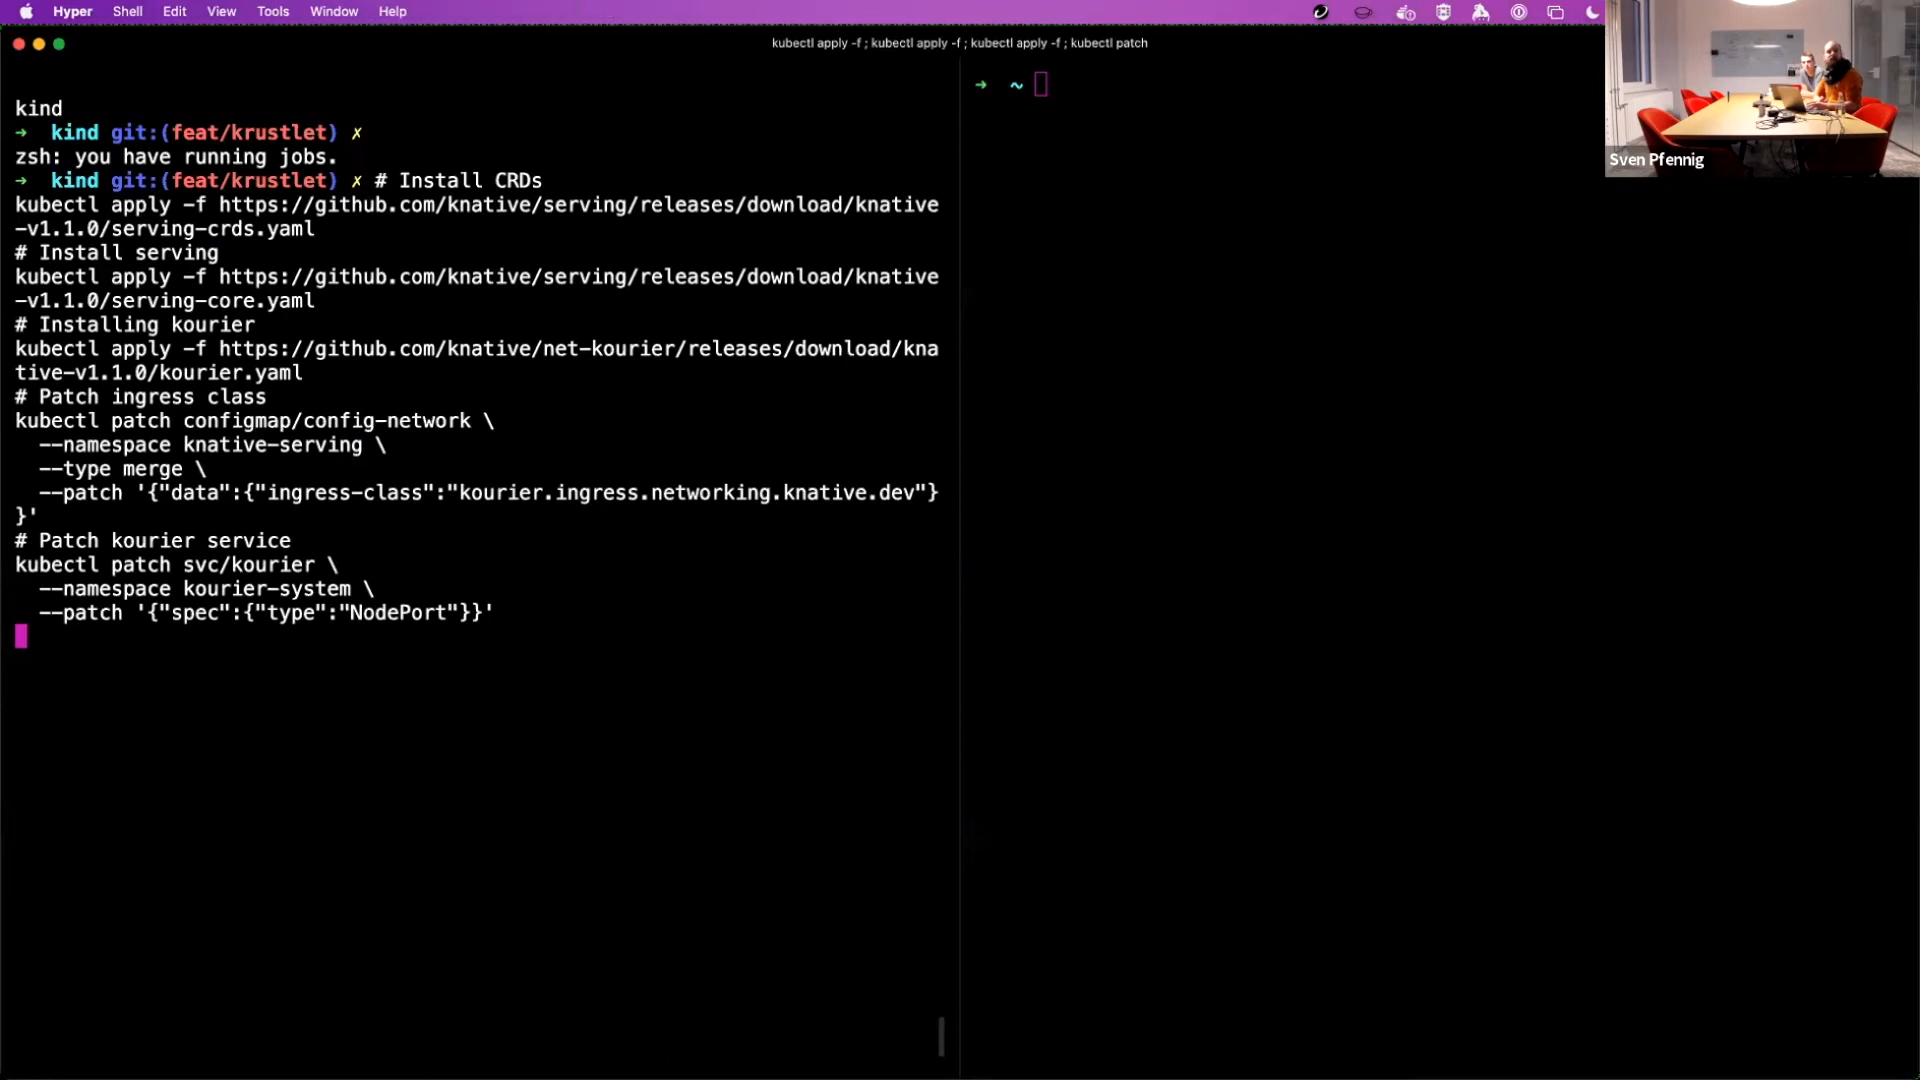 Hyper Shell Edit View Tools Window Help
kubectl apply -f ; kubectl apply -f ; kubectl apply -f ; kubectl patch
kind
➜ kind git:(feat/krustlet) ✗
zsh: you have running jobs.
➜ kind git:(feat/krustlet) ✗ # Install CRDs
kubectl apply -f https://github.com/knative/serving/releases/download/knative
-v1.1.0/serving-crds.yaml
# Install serving
kubectl apply -f https://github.com/knative/serving/releases/download/knative
-v1.1.0/serving-core.yaml
# Installing kourier
kubectl apply -f https://github.com/knative/net-kourier/releases/download/kna
tive-v1.1.0/kourier.yaml
# Patch ingress class
kubectl patch configmap/config-network \
  --namespace knative-serving \
  --type merge \
  --patch '{"data":{"ingress-class":"kourier.ingress.networking.knative.dev"}
}'
# Patch kourier service
kubectl patch svc/kourier \
  --namespace kourier-system \
  --patch '{"spec":{"type":"NodePort"}}'
➜ ~
Sven Pfennig